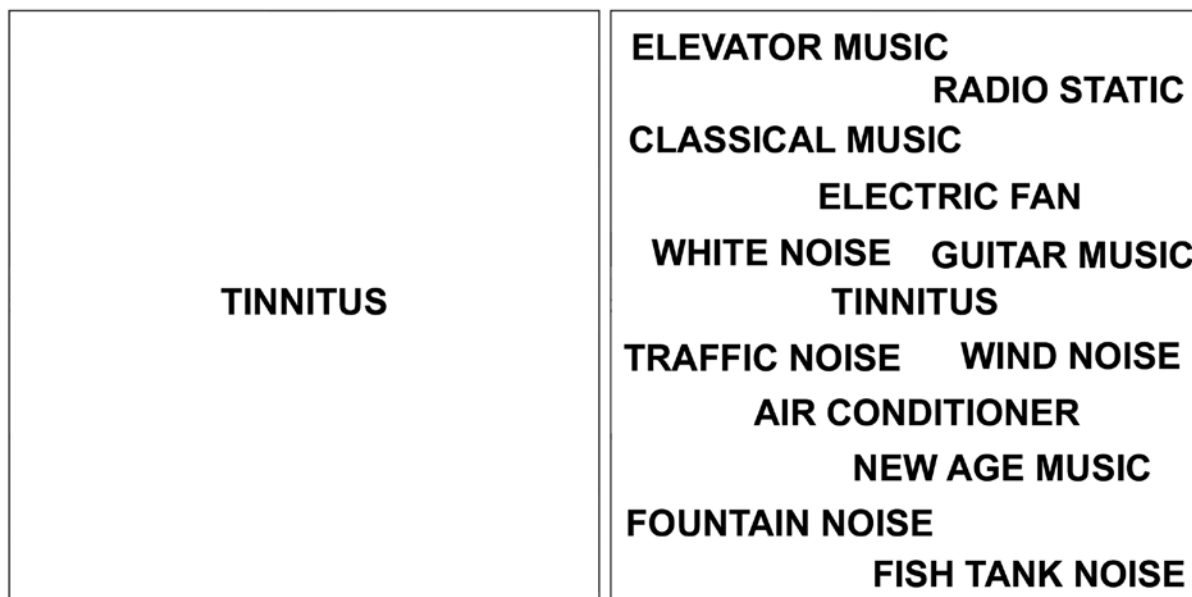 TINNITUS
ELEVATOR MUSIC
RADIO STATIC
CLASSICAL MUSIC
ELECTRIC FAN
WHITE NOISE GUITAR MUSIC
TINNITUS
TRAFFIC NOISE WIND NOISE
AIR CONDITIONER
NEW AGE MUSIC
FOUNTAIN NOISE
FISH TANK NOISE